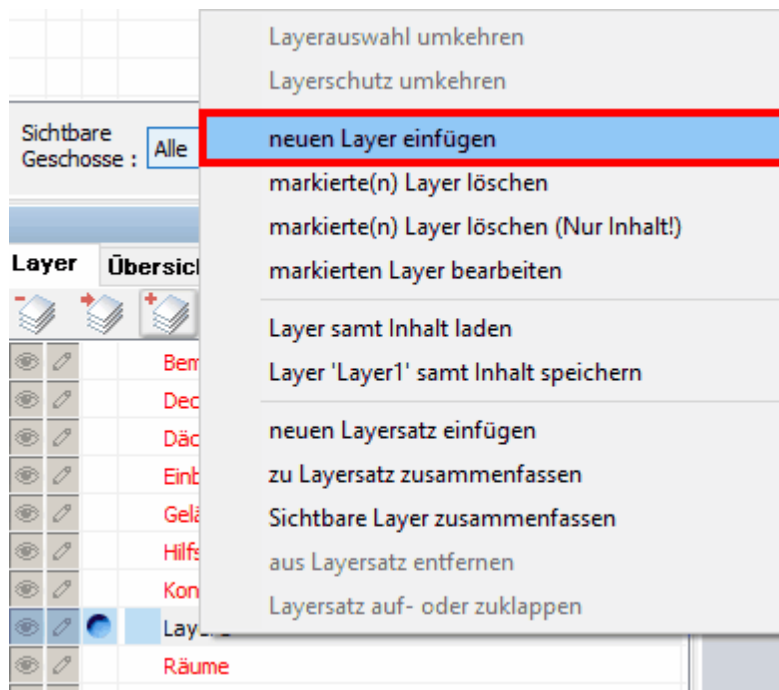 Layerauswahl umkehren
Layerschutz umkehren
neuen Layer einfügen
markierte(n) Layer löschen
markierte(n) Layer löschen (Nur Inhalt!)
markierten Layer bearbeiten
Layer samt Inhalt laden
Layer 'Layer1' samt Inhalt speichern
neuen Layersatz einfügen
zu Layersatz zusammenfassen
Sichtbare Layer zusammenfassen
aus Layersatz entfernen
Layersatz auf- oder zuklappen
Sichtbare
Geschosse :
Alle
Layer
Räume